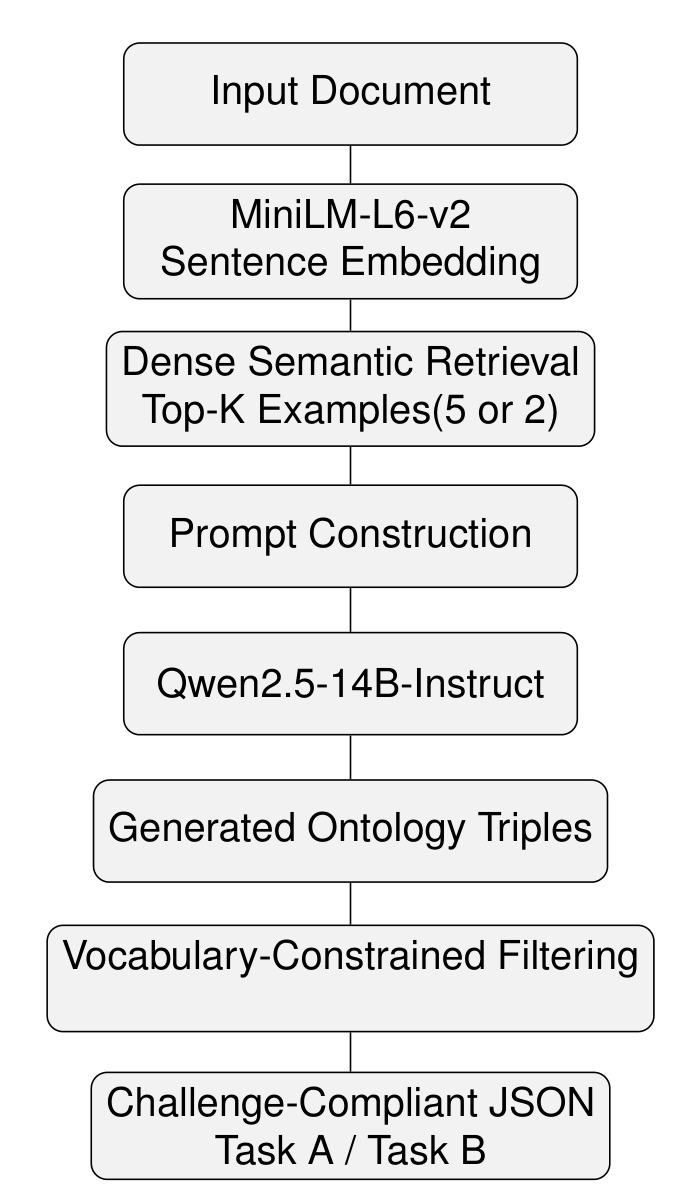 Input Document
MiniLM-L6-v2
Sentence Embedding
Dense Semantic Retrieval
Top-K Examples(5 or 2)
Prompt Construction
Qwen2.5-14B-Instruct
Generated Ontology Triples
Vocabulary-Constrained Filtering
Challenge-Compliant JSON
Task A / Task B